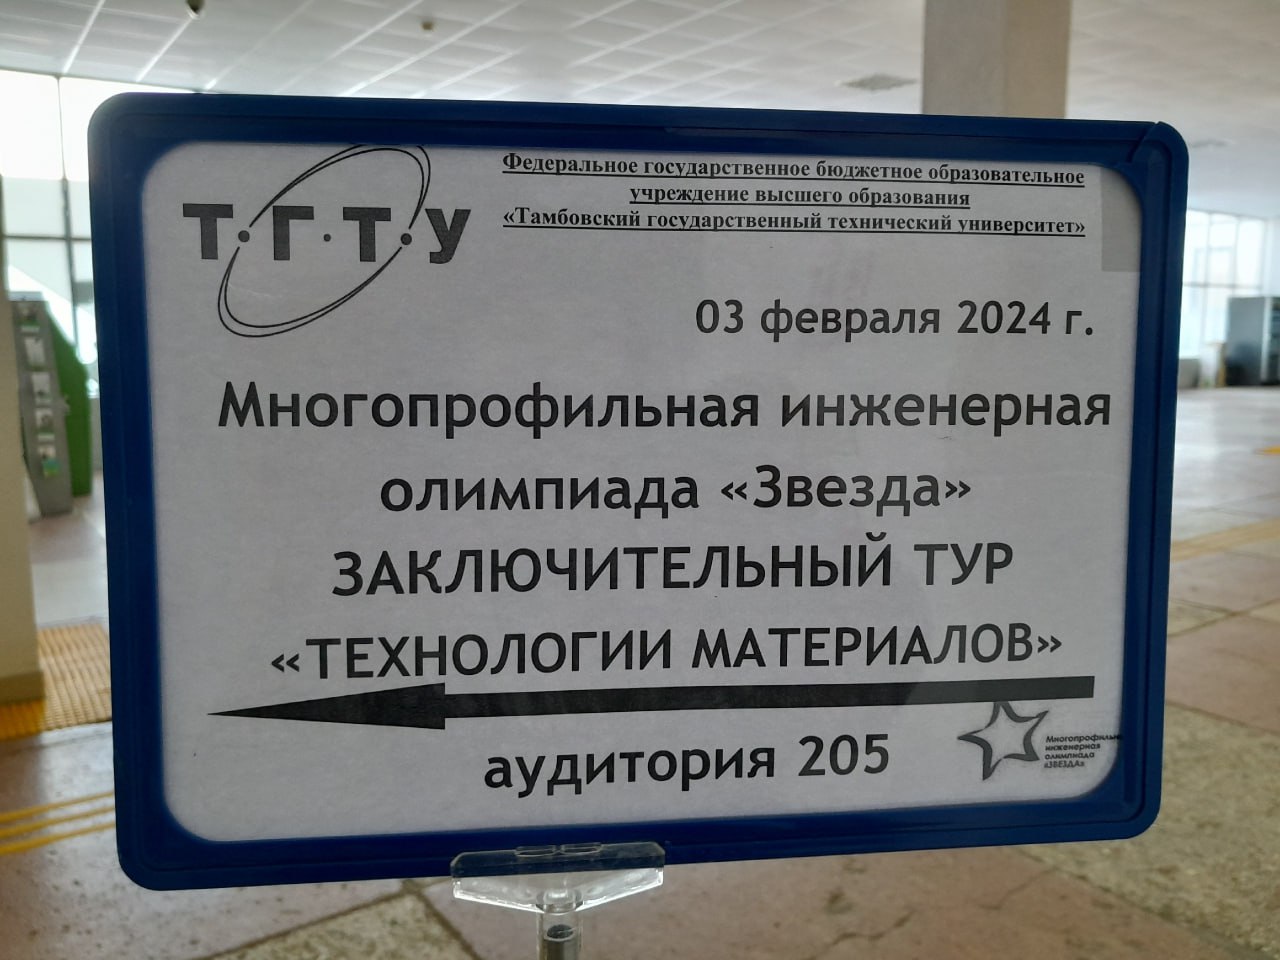 Т·Г·Т·У
Федеральное государственное бюджетное образовательное
учреждение высшего образования
«Тамбовский государственный технический университет»
03 февраля 2024 г.
Многопрофильная инженерная
олимпиада «Звезда»
ЗАКЛЮЧИТЕЛЬНЫЙ ТУР
«ТЕХНОЛОГИИ МАТЕРИАЛОВ»
аудитория 205
Многопрофильн
инженерная
олимпиада
«ЗВЕЗДА»